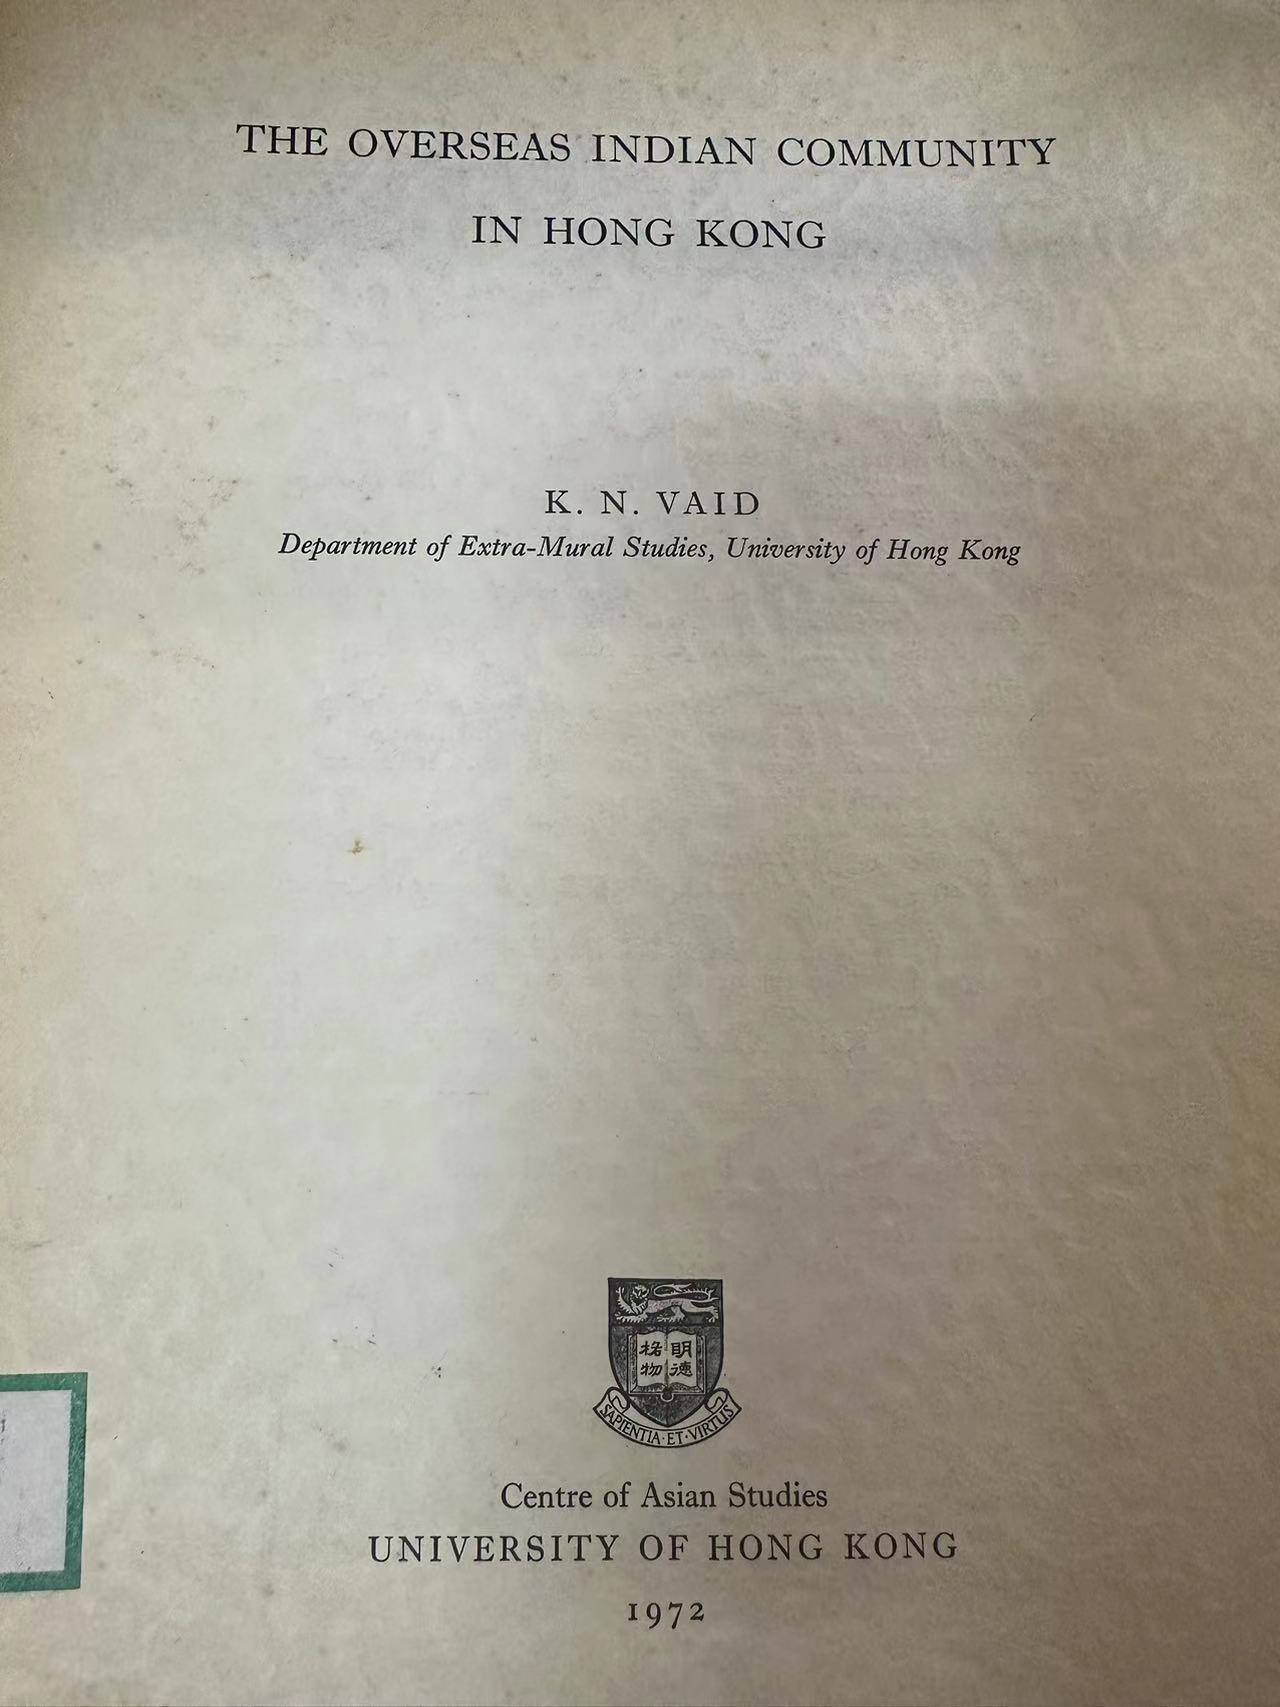 THE OVERSEAS INDIAN COMMUNITY
IN HONG KONG
K. N. VAID
Department of Extra-Mural Studies, University of Hong Kong
明德
格物
SAPIENTIA·ET·VIRTUS
Centre of Asian Studies
UNIVERSITY OF HONG KONG
1972